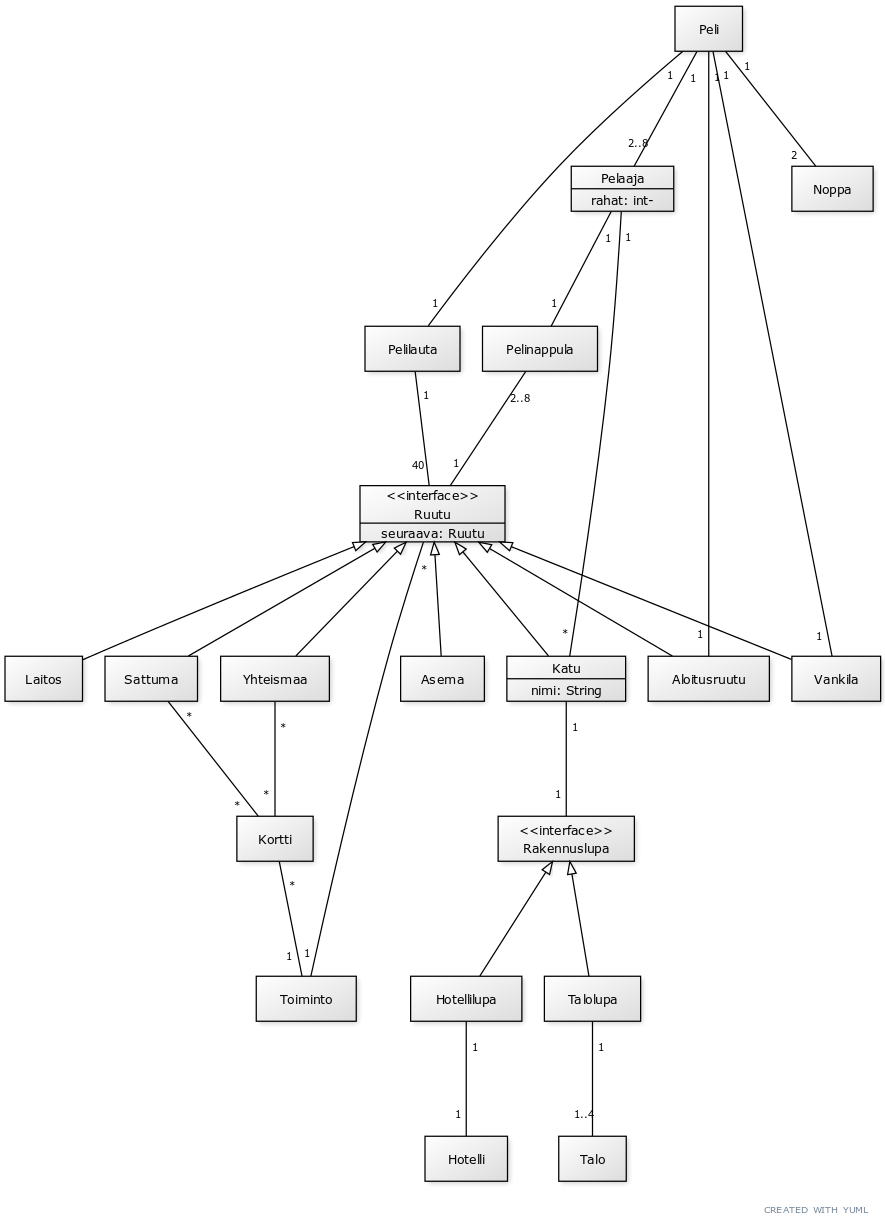 Peli
1
1
1
1
1
2..8
2
Pelaaja
rahat: int-
Noppa
1
1
1
1
Pelilauta
Pelinappula
1
2..8
40
1
<<interface>>
Ruutu
seuraava: Ruutu
*
*
1
1
Laitos
Sattuma
Yhteismaa
Asema
Katu
nimi: String
Aloitusruutu
Vankila
*
*
1
*
*
1
Kortti
<<interface>>
Rakennuslupa
*
1
1
Toiminto
Hotellilupa
Talolupa
1
1
1
1..4
Hotelli
Talo
CREATED WITH YUML